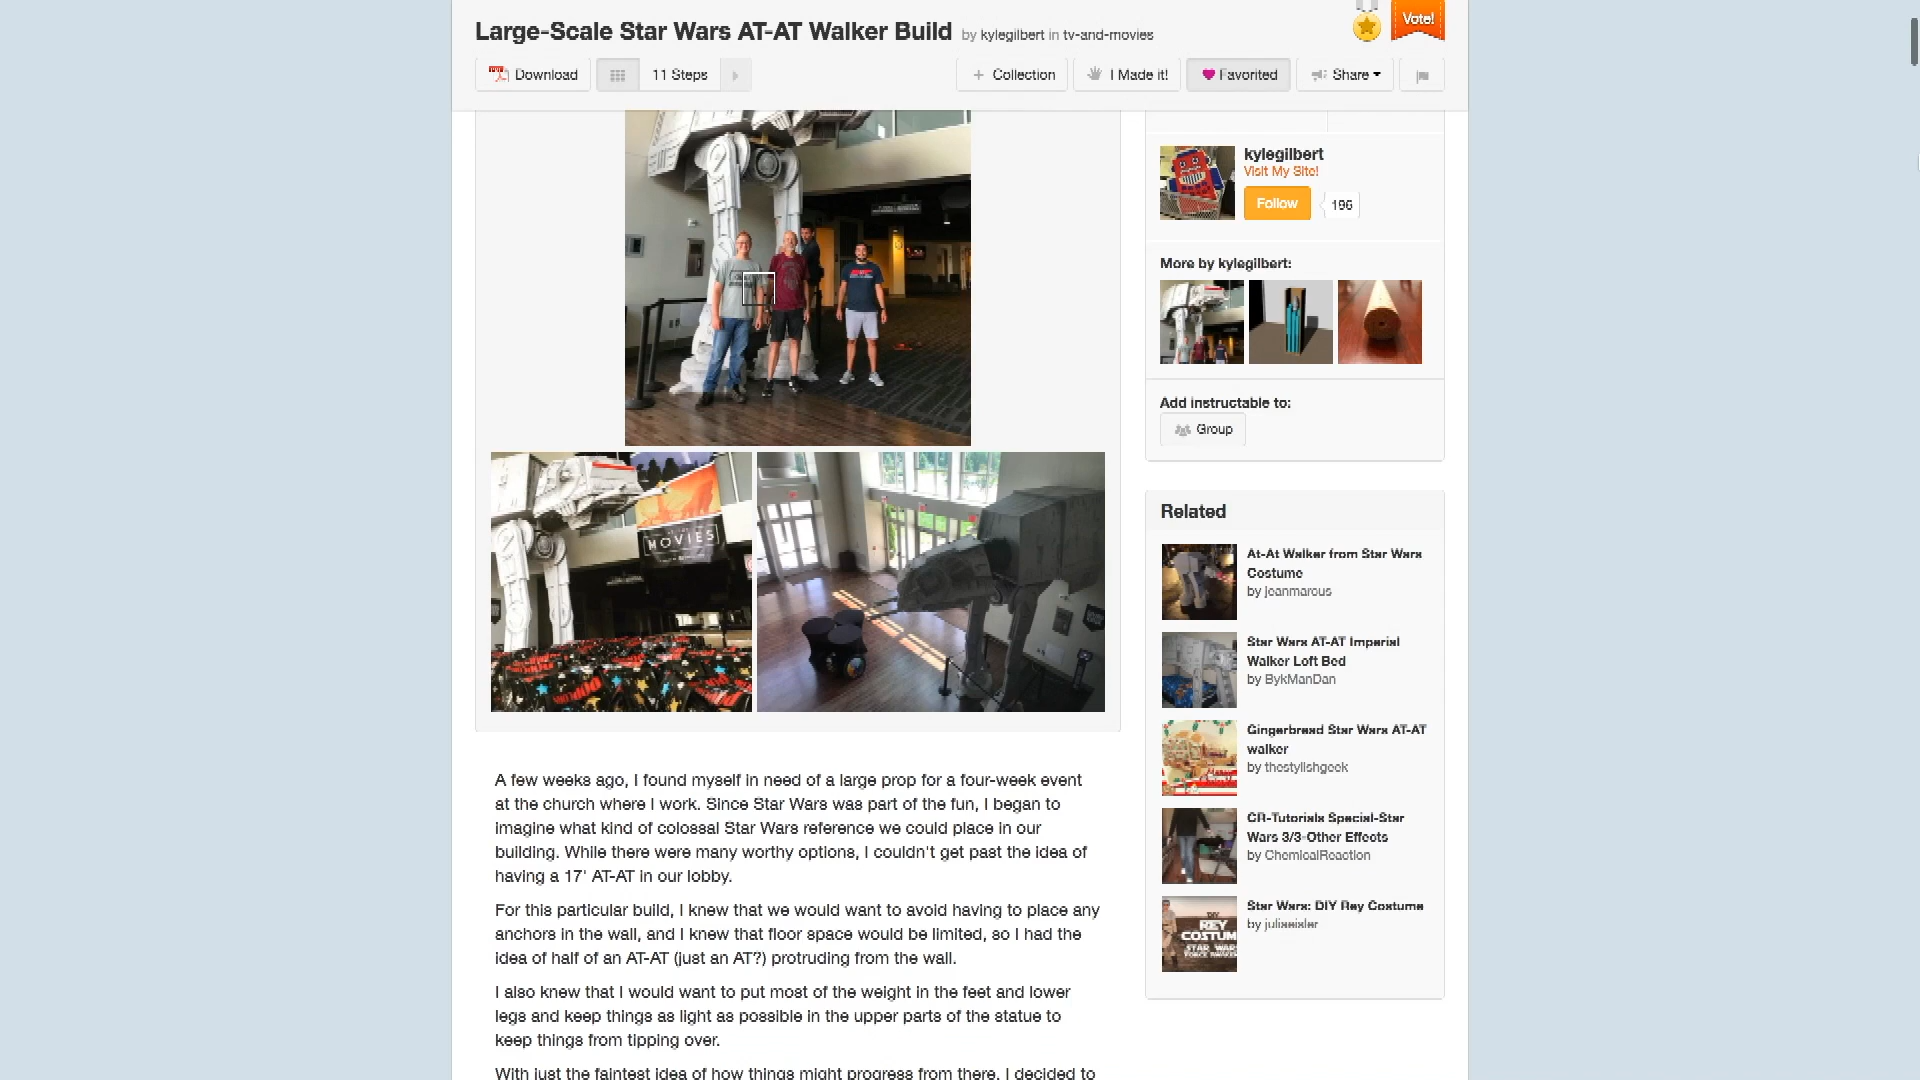 Large-Scale Star Wars AT-AT Walker Build by kylegilbert in tv-and-movies
Vote!
Download
11 Steps
+ Collection
I Made it!
Favorited
Share
kylegilbert
Visit My Site!
Follow
196
More by kylegilbert:
Add instructable to:
Group
MOVIES
Related
At-At Walker from Star Wars
Costume
by jeanmarcus
Star Wars AT-AT Imperial
Walker Loft Bed
by BykManDan
Gingerbread Star Wars AT-AT
walker
by thestylishgeek
CR-Tutorials Special-Star
Wars 3/3-Other Effects
by ChemicalReaction
Star Wars: DIY Rey Costume
by juliaeisler
DIY
REY
COSTUM
STAR WAR
FORCE AWAKEN
A few weeks ago, I found myself in need of a large prop for a four-week event
at the church where I work. Since Star Wars was part of the fun, I began to
imagine what kind of colossal Star Wars reference we could place in our
building. While there were many worthy options, I couldn't get past the idea of
having a 17' AT-AT in our lobby.
For this particular build, I knew that we would want to avoid having to place any
anchors in the wall, and I knew that floor space would be limited, so I had the
idea of half of an AT-AT (just an AT?) protruding from the wall.
I also knew that I would want to put most of the weight in the feet and lower
legs and keep things as light as possible in the upper parts of the statue to
keep things from tipping over.
With just the faintest idea of how things might progress from there, I decided to